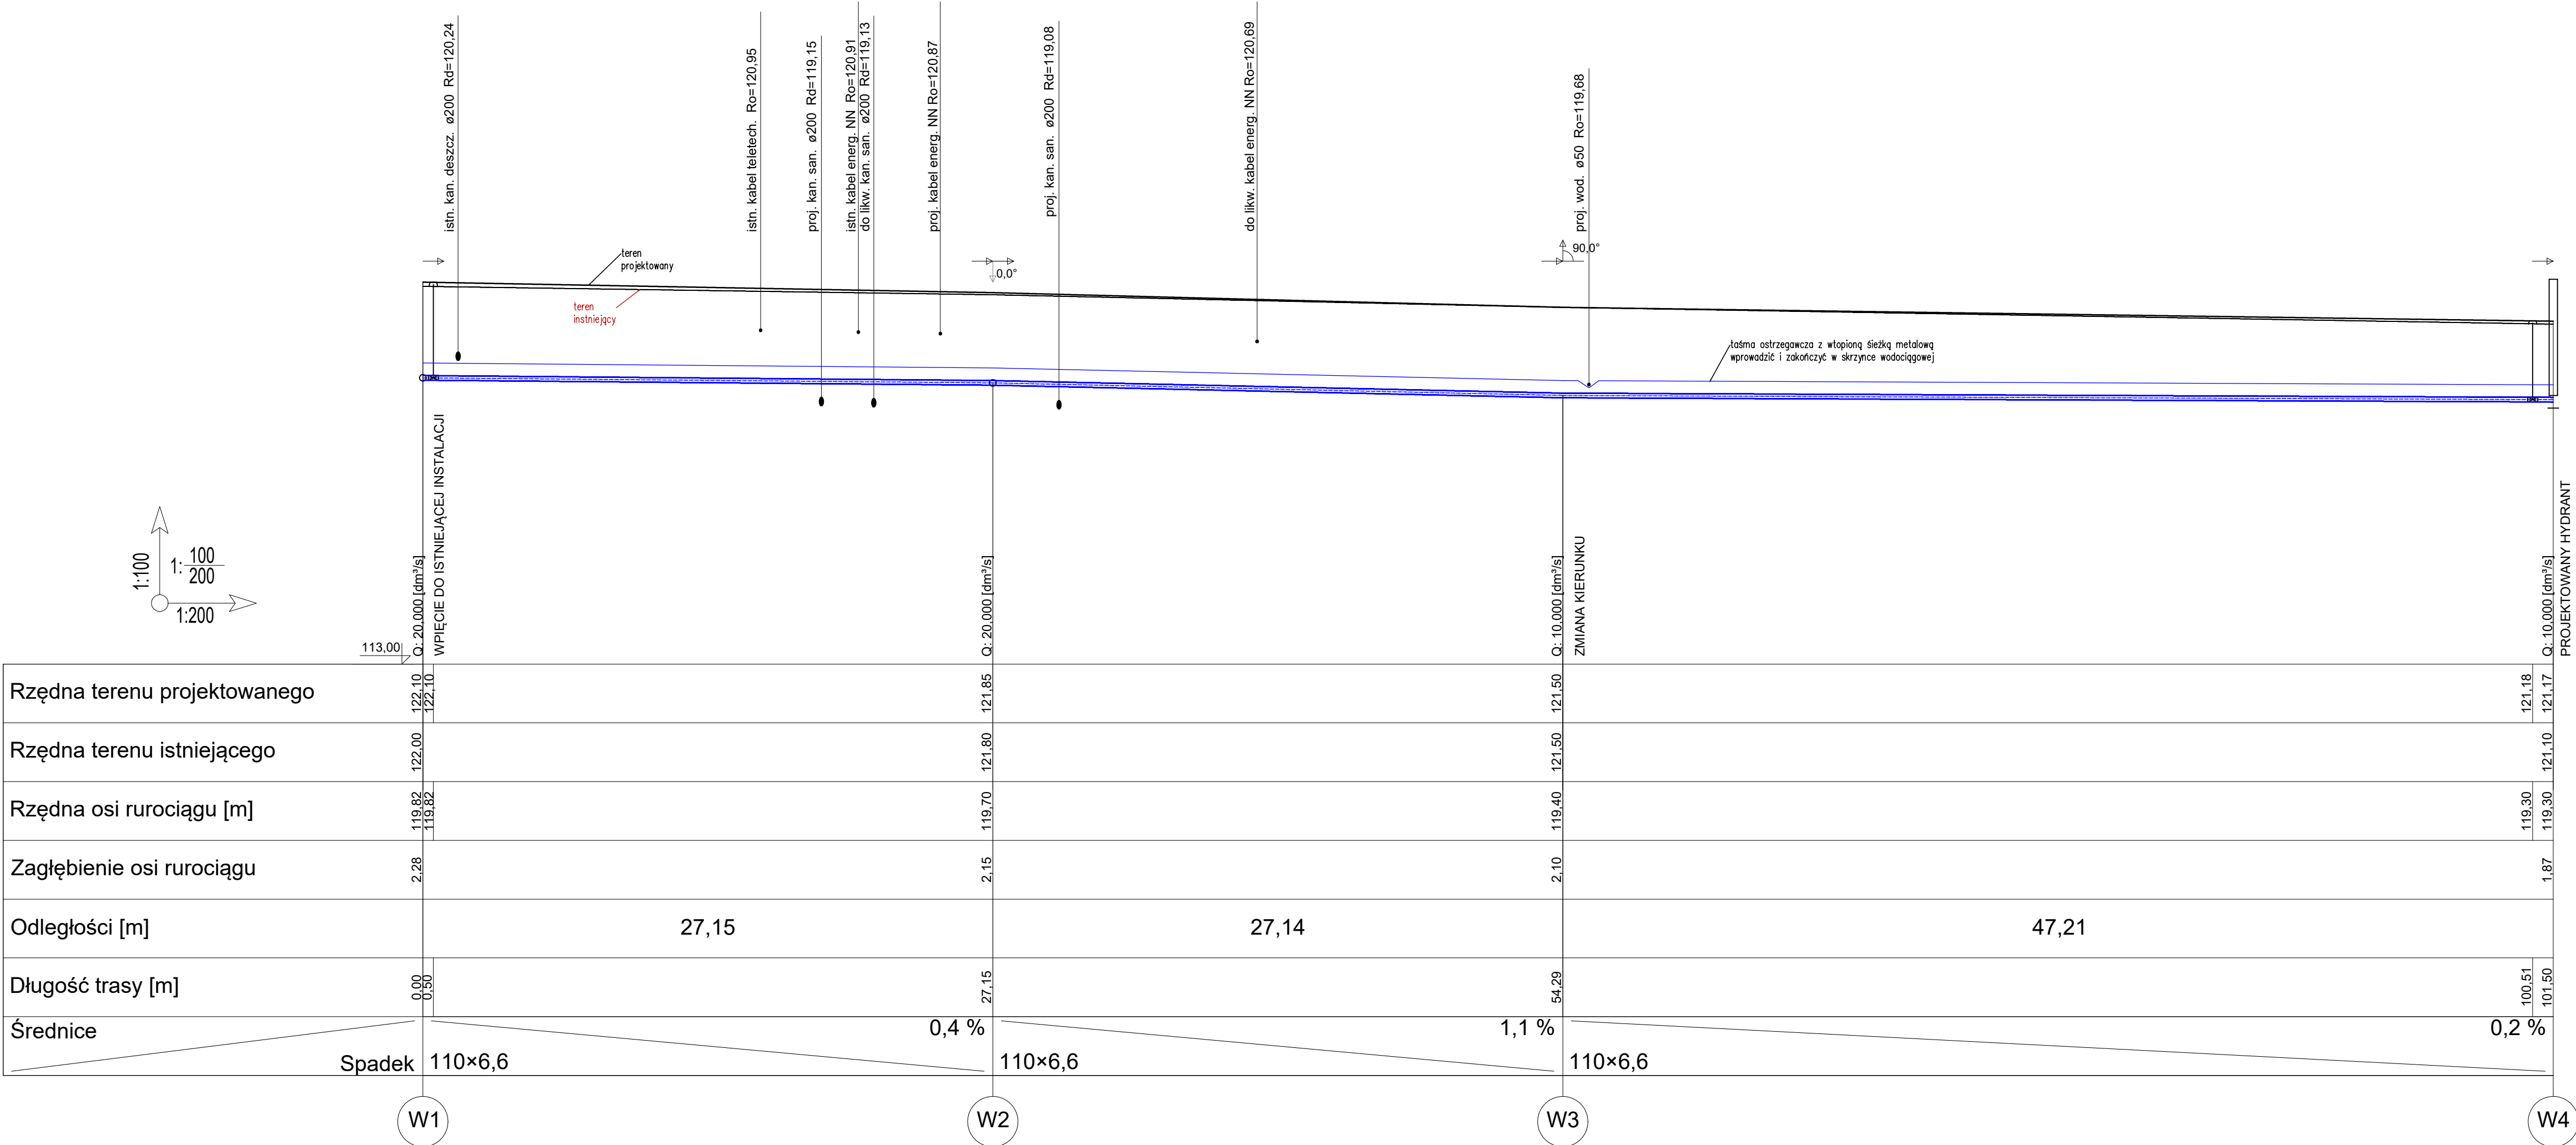 istn. kan. deszcz. ø200 Rd=120,24
istn. kabel teletech. Ro=120,95
proj. kan. san. ø200 Rd=119,15
istn. kabel energ. NN Ro=120,91
do likw. kan. san. ø200 Rd=119,13
proj. kabel energ. NN Ro=120,87
proj. kan. san. ø200 Rd=119,08
do likw. kabel energ. NN Ro=120,69
proj. wod. ø50 Ro=119,68
0,0°
90,0°
teren
projektowany
teren
instniejący
taśma ostrzegawcza z wtopioną śieżką metalową
wprowadzić i zakończyć w skrzynce wodociągowej
1:100
1: 100
200
1:200
113,00
Q: 20,000 [dm³/s]
WPIĘCIE DO ISTNIEJĄCEJ INSTALACJI
Q: 20,000 [dm³/s]
Q: 10,000 [dm³/s]
ZMIANA KIERUNKU
Q: 10,000 [dm³/s]
PROJEKTOWANY HYDRANT
Rzędna terenu projektowanego
122,10
122,10
121,85
121,50
121,18
121,17
Rzędna terenu istniejącego
122,00
121,80
121,50
121,10
Rzędna osi rurociągu [m]
119,82
119,82
119,70
119,40
119,30
119,30
Zagłębienie osi rurociągu
2,28
2,15
2,10
1,87
Odległości [m]
27,15
27,14
47,21
Długość trasy [m]
0,00
0,50
27,15
54,29
100,51
101,50
Średnice
0,4 %
1,1 %
0,2 %
Spadek
110×6,6
110×6,6
110×6,6
W1
W2
W3
W4